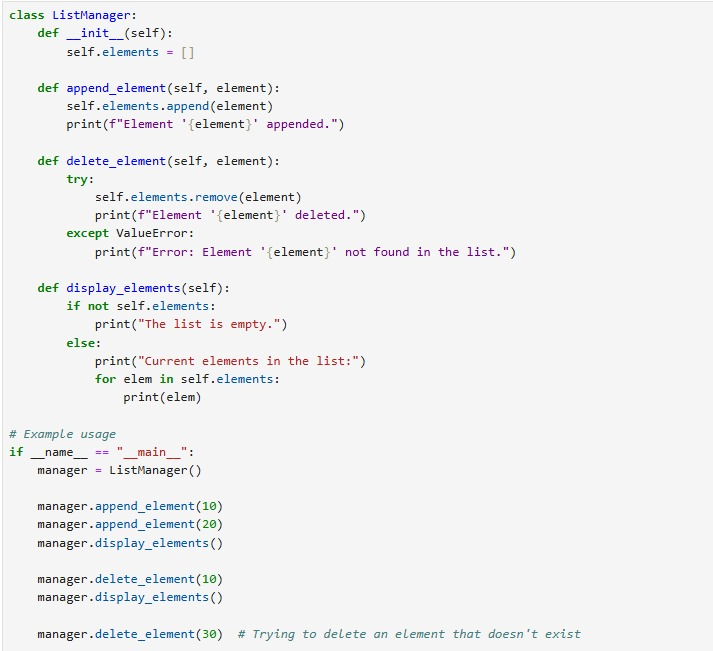 class ListManager:
    def __init__(self):
        self.elements = []

    def append_element(self, element):
        self.elements.append(element)
        print(f"Element '{element}' appended.")

    def delete_element(self, element):
        try:
            self.elements.remove(element)
            print(f"Element '{element}' deleted.")
        except ValueError:
            print(f"Error: Element '{element}' not found in the list.")

    def display_elements(self):
        if not self.elements:
            print("The list is empty.")
        else:
            print("Current elements in the list:")
            for elem in self.elements:
                print(elem)

# Example usage
if __name__ == "__main__":
    manager = ListManager()

    manager.append_element(10)
    manager.append_element(20)
    manager.display_elements()

    manager.delete_element(10)
    manager.display_elements()

    manager.delete_element(30)  # Trying to delete an element that doesn't exist